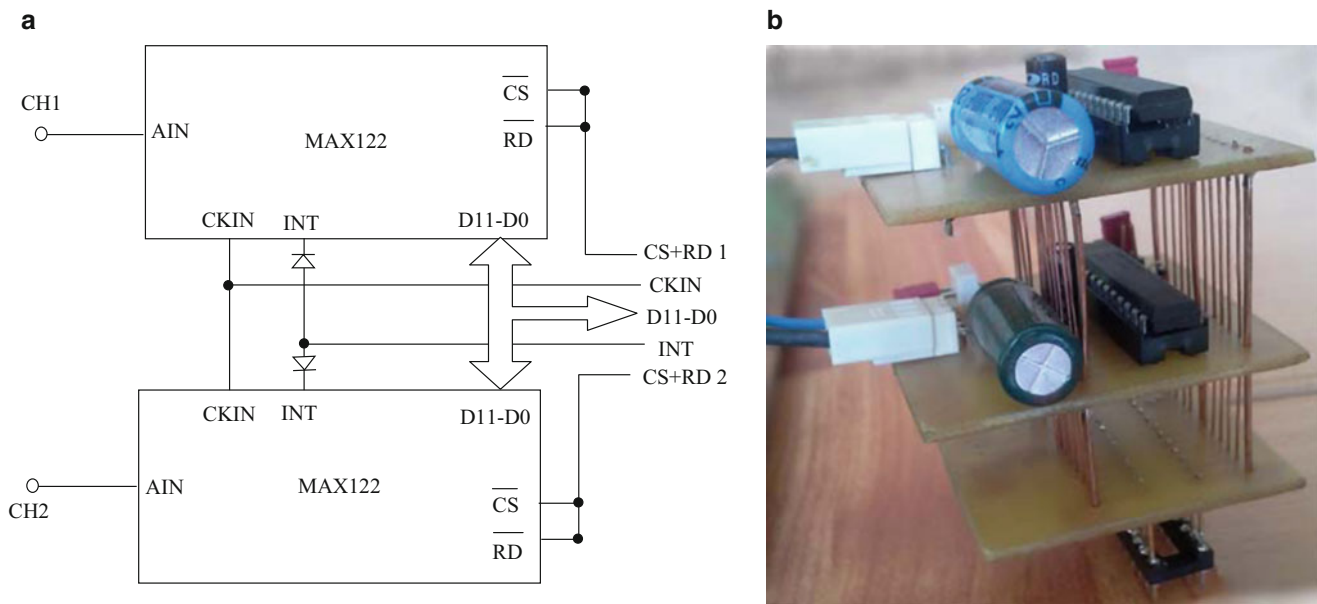 a
b
CH1
AIN
MAX122
CS
RD
CKIN
INT
D11-D0
CS+RD 1
CKIN
D11-D0
INT
CS+RD 2
CKIN
INT
D11-D0
CH2
AIN
MAX122
CS
RD
RD